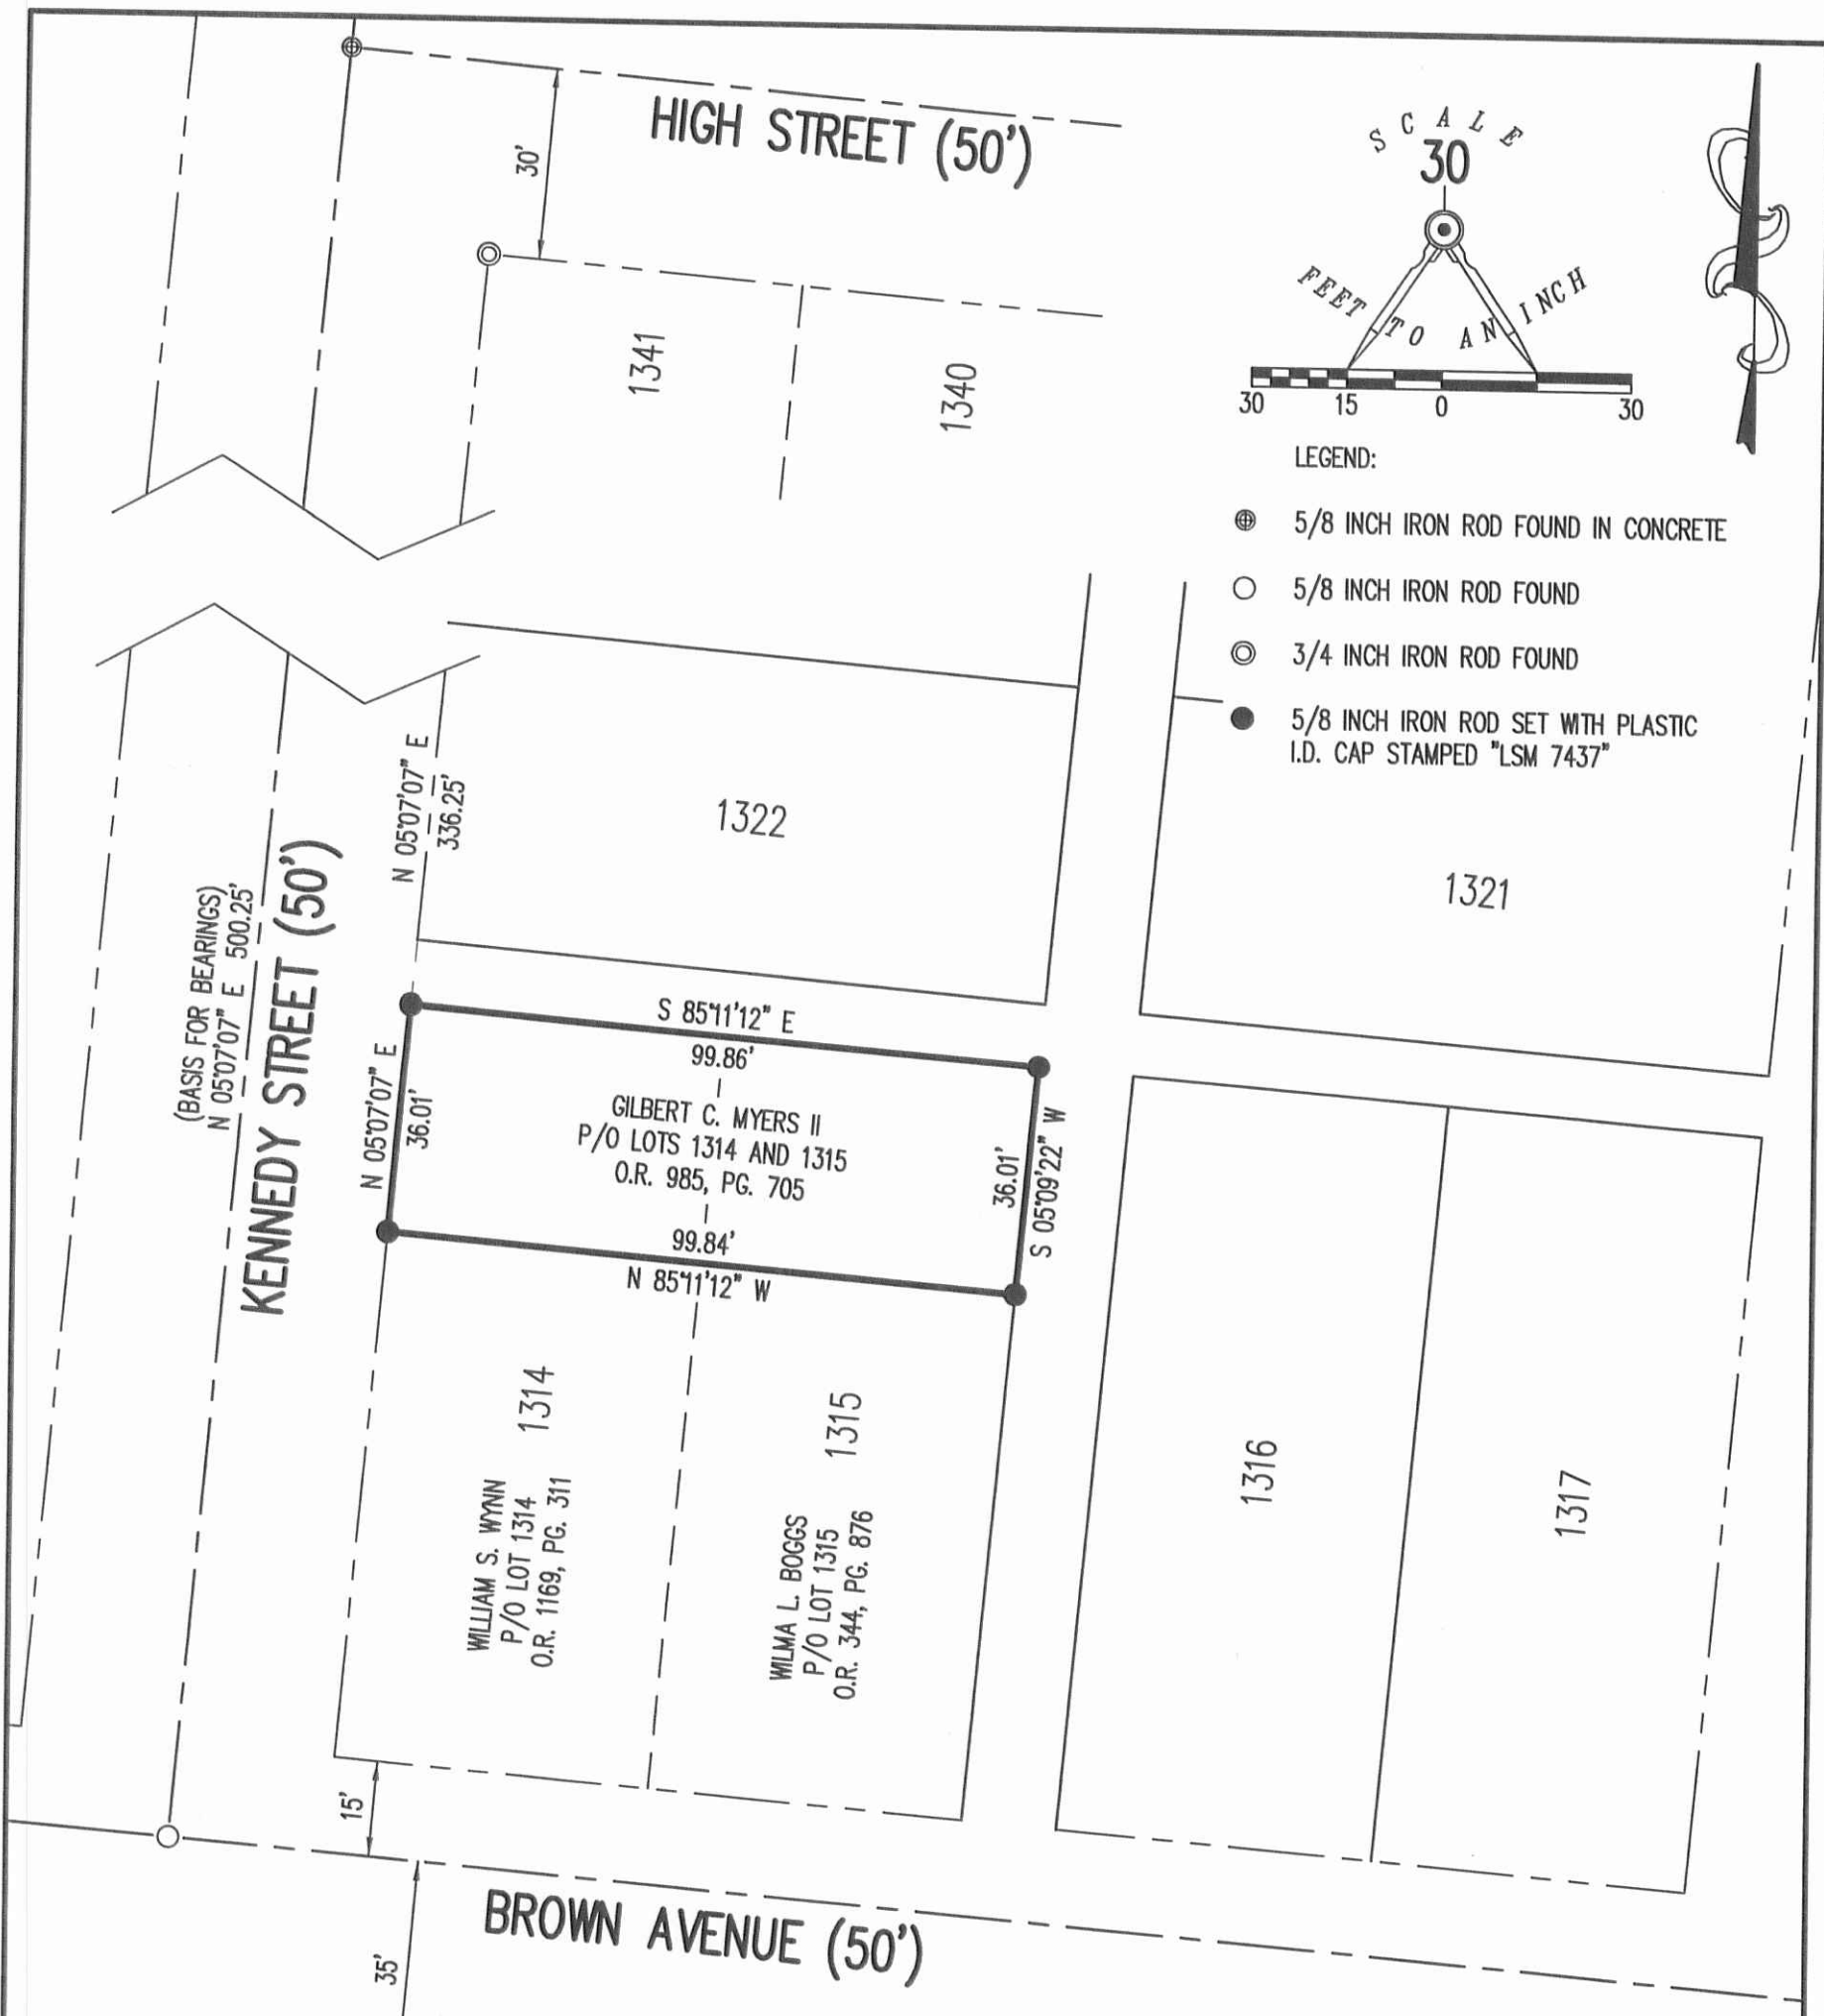 HIGH STREET (50')
30'
SCALE
30
FEET TO AN INCH
30 15 0 30
LEGEND:
5/8 INCH IRON ROD FOUND IN CONCRETE
5/8 INCH IRON ROD FOUND
3/4 INCH IRON ROD FOUND
5/8 INCH IRON ROD SET WITH PLASTIC
I.D. CAP STAMPED "LSM 7437"
1341
1340
N 05°07'07" E
336.25'
1322
1321
(BASIS FOR BEARINGS)
N 05°07'07" E 500.25'
KENNEDY STREET (50')
S 85°11'12" E
99.86'
N 05°07'07" E
36.01'
GILBERT C. MYERS II
P/O LOTS 1314 AND 1315
O.R. 985, PG. 705
36.01'
S 05°09'22" W
99.84'
N 85°11'12" W
1314
WILLIAM S. WYNN
P/O LOT 1314
O.R. 1169, PG. 311
1315
WILMA L. BOGGS
P/O LOT 1315
O.R. 344, PG. 876
1316
1317
15'
BROWN AVENUE (50')
35'